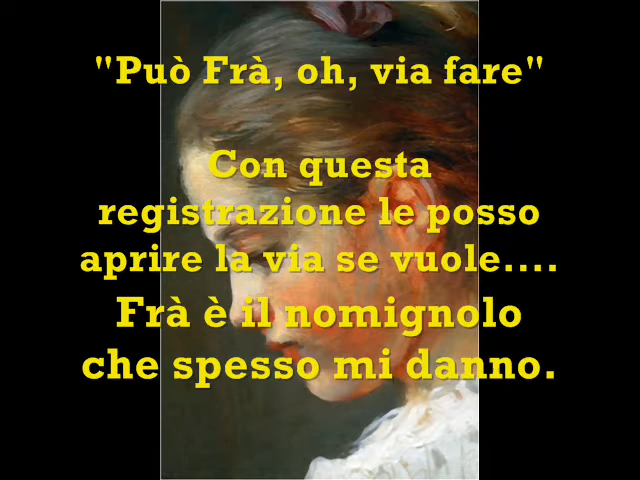 "Può Frà, oh, via fare"
Con questa
registrazione le posso
aprire la via se vuole....
Frà è il nomignolo
che spesso mi danno.